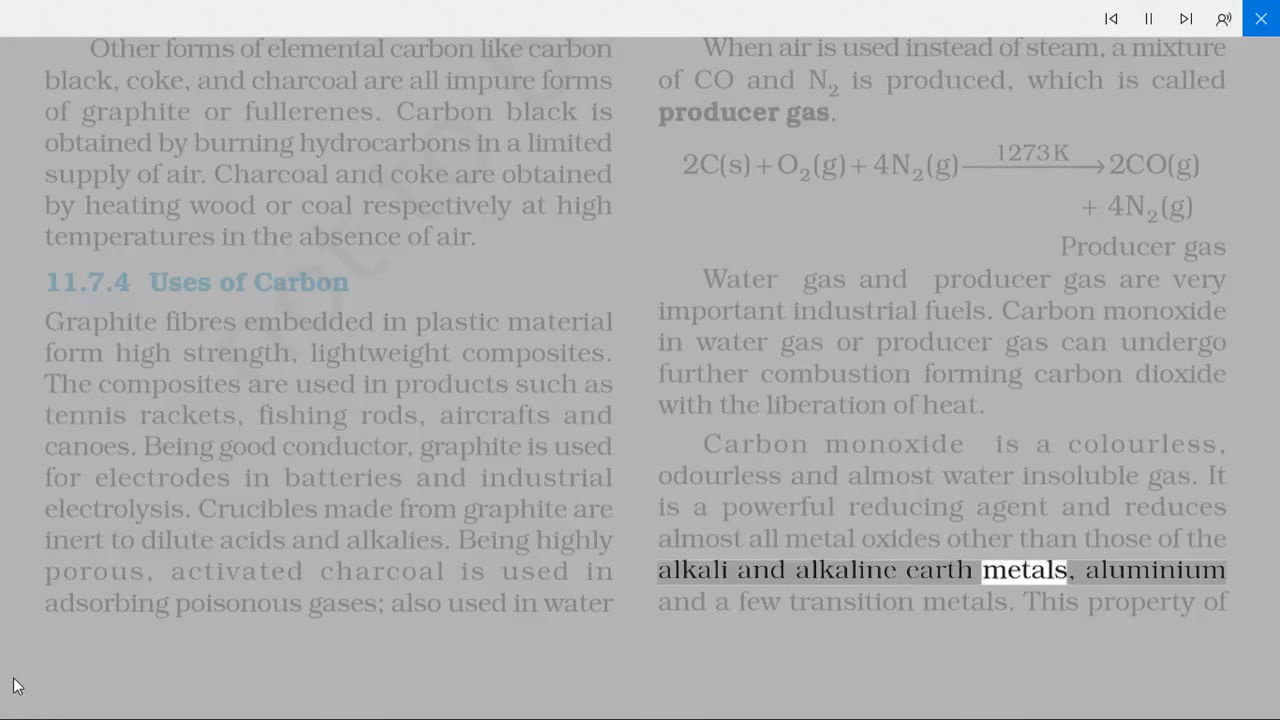 Other forms of elemental carbon like carbon
black, coke, and charcoal are all impure forms
of graphite or fullerenes. Carbon black is
obtained by burning hydrocarbons in a limited
supply of air. Charcoal and coke are obtained
by heating wood or coal respectively at high
temperatures in the absence of air.
11.7.4 Uses of Carbon
Graphite fibres embedded in plastic material
form high strength, lightweight composites.
The composites are used in products such as
tennis rackets, fishing rods, aircrafts and
canoes. Being good conductor, graphite is used
for electrodes in batteries and industrial
electrolysis. Crucibles made from graphite are
inert to dilute acids and alkalies. Being highly
porous, activated charcoal is used in
adsorbing poisonous gases; also used in water
When air is used instead of steam, a mixture
of CO and N₂ is produced, which is called
producer gas.
2C(s) + O₂(g) + 4N₂(g) 1273K → 2CO(g)
+ 4N₂(g)
Producer gas
Water gas and producer gas are very
important industrial fuels. Carbon monoxide
in water gas or producer gas can undergo
further combustion forming carbon dioxide
with the liberation of heat.
Carbon monoxide is a colourless,
odourless and almost water insoluble gas. It
is a powerful reducing agent and reduces
almost all metal oxides other than those of the
alkali and alkaline earth metals, aluminium
and a few transition metals. This property of